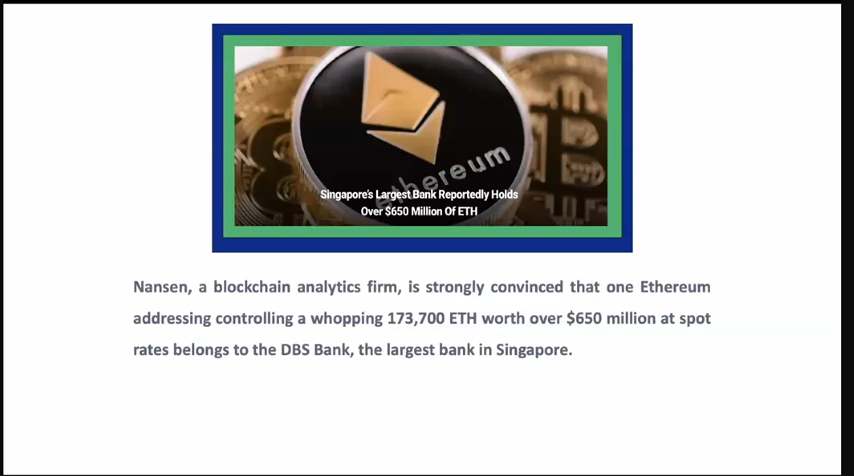 ethereum
Singapore's Largest Bank Reportedly Holds
Over $650 Million Of ETH
Nansen, a blockchain analytics firm, is strongly convinced that one Ethereum
addressing controlling a whopping 173,700 ETH worth over $650 million at spot
rates belongs to the DBS Bank, the largest bank in Singapore.